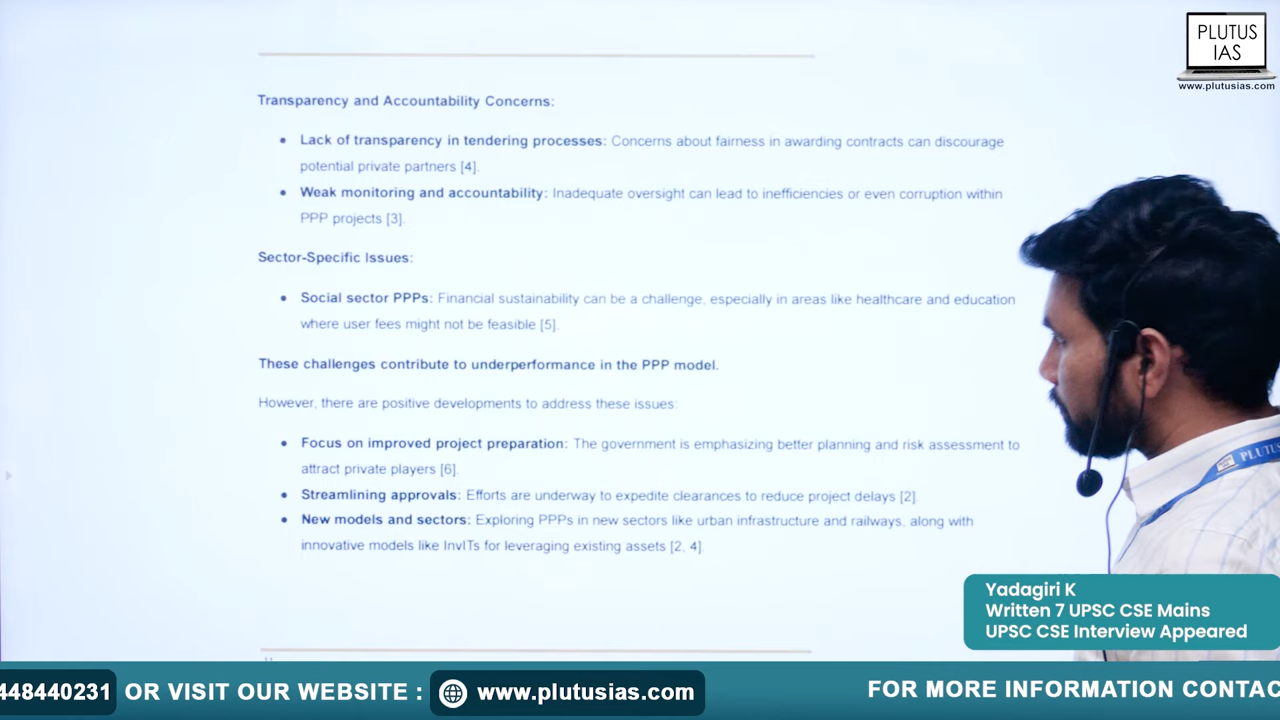 PLUTUS
IAS
www.plutusias.com
Transparency and Accountability Concerns:
• Lack of transparency in tendering processes: Concerns about fairness in awarding contracts can discourage
potential private partners [4].
• Weak monitoring and accountability: Inadequate oversight can lead to inefficiencies or even corruption within
PPP projects [3].
Sector-Specific Issues:
• Social sector PPPs: Financial sustainability can be a challenge, especially in areas like healthcare and education
where user fees might not be feasible [5].
These challenges contribute to underperformance in the PPP model.
However, there are positive developments to address these issues:
• Focus on improved project preparation: The government is emphasizing better planning and risk assessment to
attract private players [6].
• Streamlining approvals: Efforts are underway to expedite clearances to reduce project delays [2].
• New models and sectors: Exploring PPPs in new sectors like urban infrastructure and railways, along with
innovative models like InvITs for leveraging existing assets [2, 4].
PLUTUS
Yadagiri K
Written 7 UPSC CSE Mains
UPSC CSE Interview Appeared
448440231 OR VISIT OUR WEBSITE : www.plutusias.com FOR MORE INFORMATION CONTAC